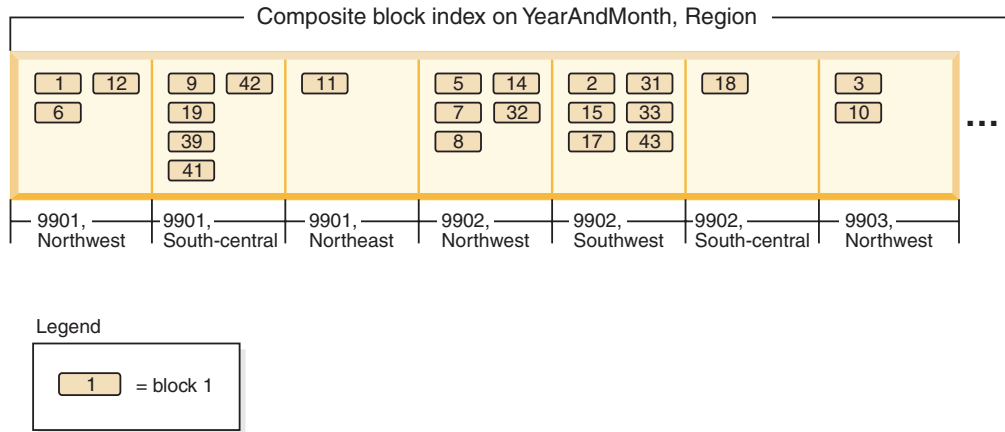 Composite block index on YearAndMonth, Region
1 12 9 42 11 5 14 2 31 18 3
6 19 7 32 15 33 10
39 8 17 43
41
...
9901, 9901, 9901, 9902, 9902, 9902, 9903,
Northwest South-central Northeast Northwest Southwest South-central Northwest
Legend
1 = block 1